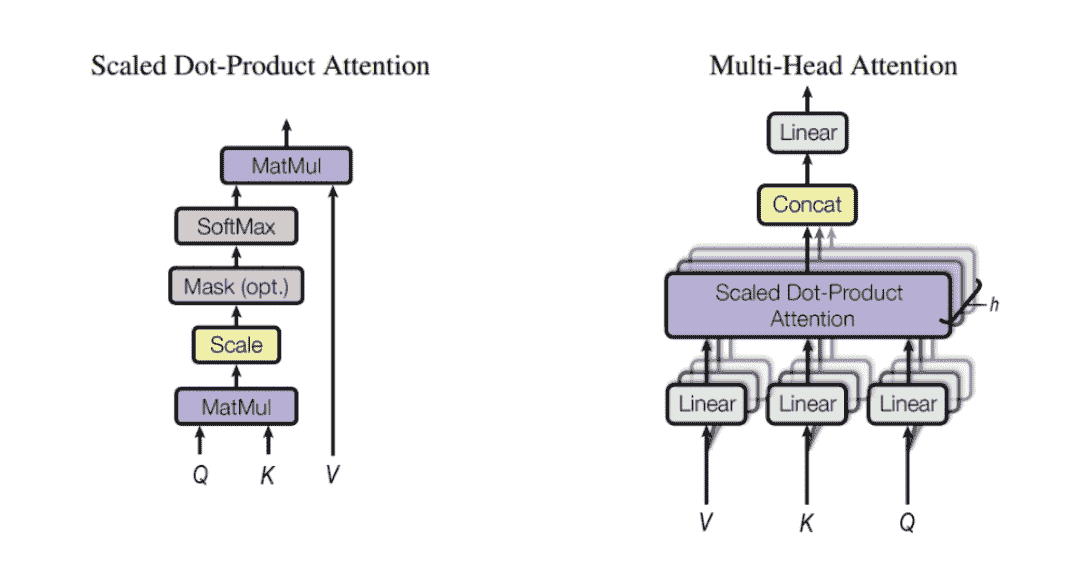 Scaled Dot-Product Attention
MatMul
SoftMax
Mask (opt.)
Scale
MatMul
Q K V
Multi-Head Attention
Linear
Concat
Scaled Dot-Product
Attention
h
Linear Linear Linear
V K Q